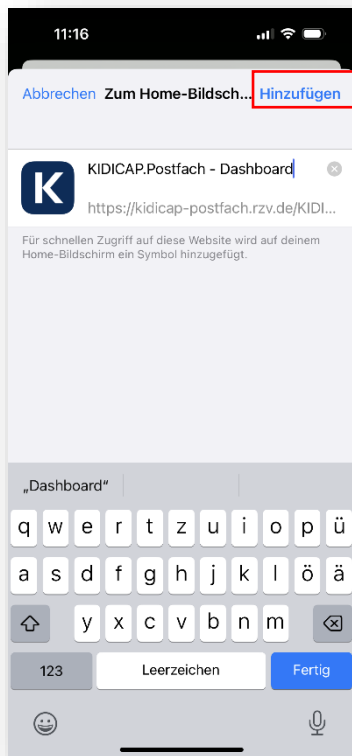 11:16
Abbrechen Zum Home-Bildsch... Hinzufügen
K
KIDICAP.Postfach - Dashboard
https://kidicap-postfach.rzv.de/KIDI...
Für schnellen Zugriff auf diese Website wird auf deinem
Home-Bildschirm ein Symbol hinzugefügt.
„Dashboard“
q w e r t z u i o p ü
a s d f g h j k l ö ä
y x c v b n m
123 Leerzeichen Fertig